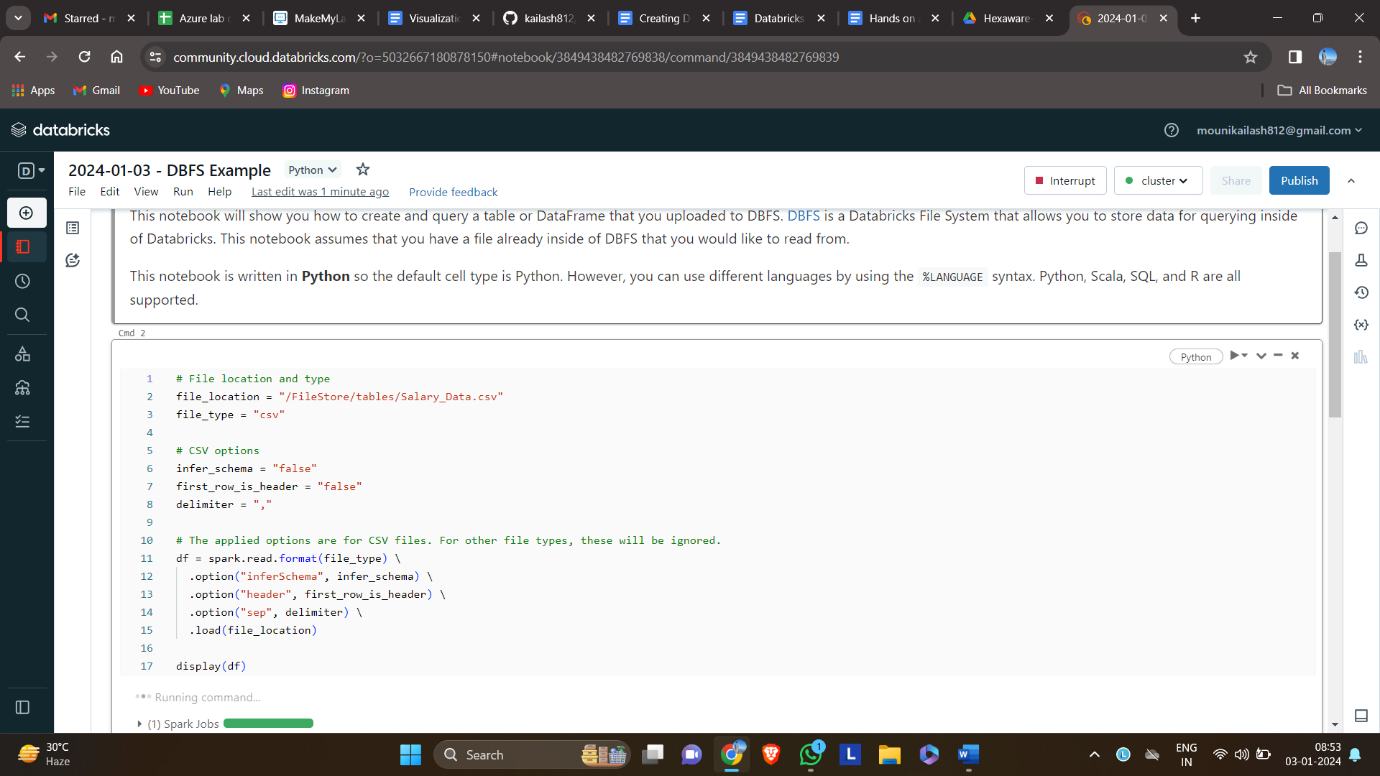 Starred - m
Azure lab
MakeMyLa
Visualizati
kailash812
Creating D
Databricks
Hands on
Hexaware
2024-01-0
community.cloud.databricks.com/?o=5032667180878150#notebook/3849438482769838/command/3849438482769839
Apps
Gmail
YouTube
Maps
Instagram
All Bookmarks
databricks
mounikailash812@gmail.com
D
2024-01-03 - DBFS Example
Python
File Edit View Run Help Last edit was 1 minute ago Provide feedback
Interrupt
cluster
Share
Publish
This notebook will show you how to create and query a table or DataFrame that you uploaded to DBFS. DBFS is a Databricks File System that allows you to store data for querying inside
of Databricks. This notebook assumes that you have a file already inside of DBFS that you would like to read from.
This notebook is written in Python so the default cell type is Python. However, you can use different languages by using the %LANGUAGE syntax. Python, Scala, SQL, and R are all
supported.
Cmd 2
Python
1 # File location and type
2 file_location = "/FileStore/tables/Salary_Data.csv"
3 file_type = "csv"
4
5 # CSV options
6 infer_schema = "false"
7 first_row_is_header = "false"
8 delimiter = ","
9
10 # The applied options are for CSV files. For other file types, these will be ignored.
11 df = spark.read.format(file_type) \
12 .option("inferSchema", infer_schema) \
13 .option("header", first_row_is_header) \
14 .option("sep", delimiter) \
15 .load(file_location)
16
17 display(df)
Running command...
(1) Spark Jobs
30°C
Haze
Search
1
L
ENG
IN
08:53
03-01-2024